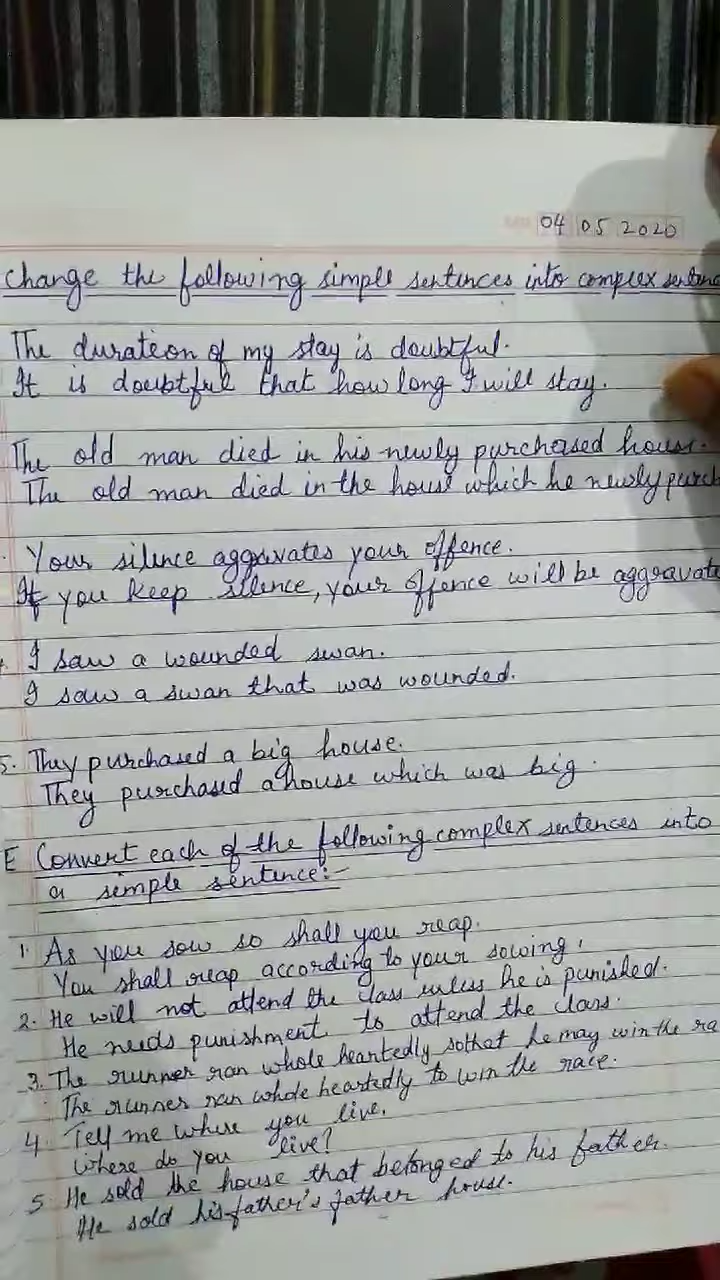 04 05 2020
Change the following simple sentences into complex
The duration of my stay is doubtful.
It is doubtful that how long I will stay.
The old man died in his newly purchased house.
The old man died in the house which he newly purch
Your silence aggravates your offence.
If you keep silence, your offence will be aggravate
4. I saw a wounded swan.
I saw a swan that was wounded.
5. They purchased a big house.
They purchased a house which was big.
E Convert each of the following complex sentences into
a simple sentence:-
1. As you sow so shall you reap.
You shall reap according to your sowing.
2. He will not attend the class unless he is punished.
He needs punishment to attend the class.
3. The runner ran whole heartedly so that he may win the ra
The runner ran whole heartedly to win the race.
4. Tell me where you live.
Where do you live?
5. He sold the house that belonged to his father.
He sold his father's father house.